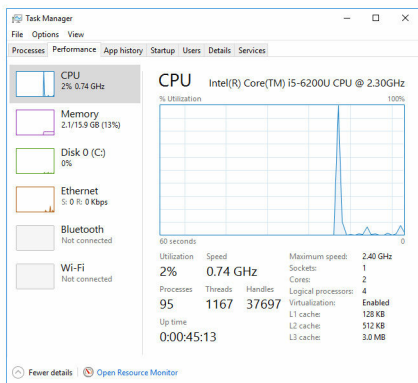 Task Manager
File Options View
Processes Performance App history Startup Users Details Services
CPU
2% 0.74 GHz
Memory
2.1/15.9 GB (13%)
Disk 0 (C:)
0%
Ethernet
S: 0 R: 0 Kbps
Bluetooth
Not connected
Wi-Fi
Not connected
CPU Intel(R) Core(TM) i5-6200U CPU @ 2.30GHz
% Utilization 100%
60 seconds 0
Utilization Speed
2% 0.74 GHz
Processes Threads Handles
95 1167 37697
Up time
0:00:45:13
Maximum speed: 2.40 GHz
Sockets: 1
Cores: 2
Logical processors: 4
Virtualization: Enabled
L1 cache: 128 KB
L2 cache: 512 KB
L3 cache: 3.0 MB
Fewer details Open Resource Monitor